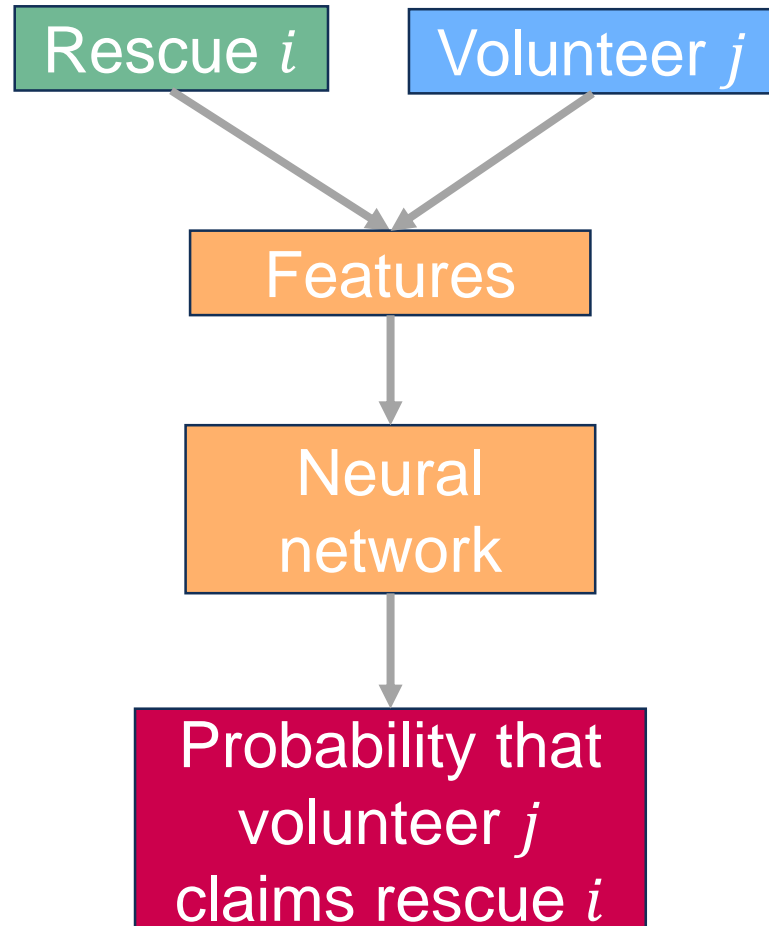 Rescue i
Volunteer j
Features
Neural
network
Probability that
volunteer j
claims rescue i